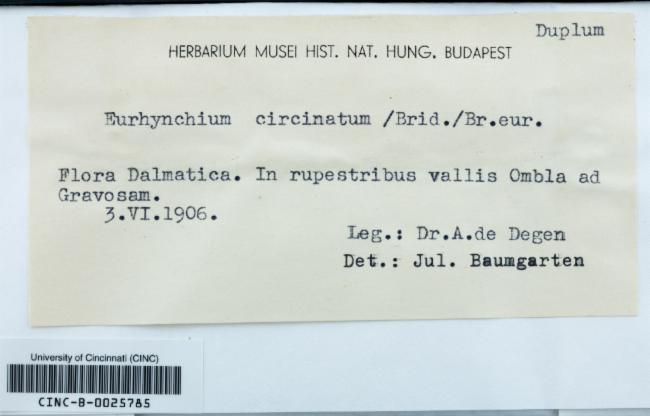 Duplum
HERBARIUM MUSEI HIST. NAT. HUNG. BUDAPEST
Eurhynchium circinatum /Brid./Br.eur.
Flora Dalmatica. In rupestribus vallis Ombla ad
Gravosam.
3.VI.1906.
Leg.: Dr.A.de Degen
Det.: Jul. Baumgarten
University of Cincinnati (CINC)
CINC-B-0025785